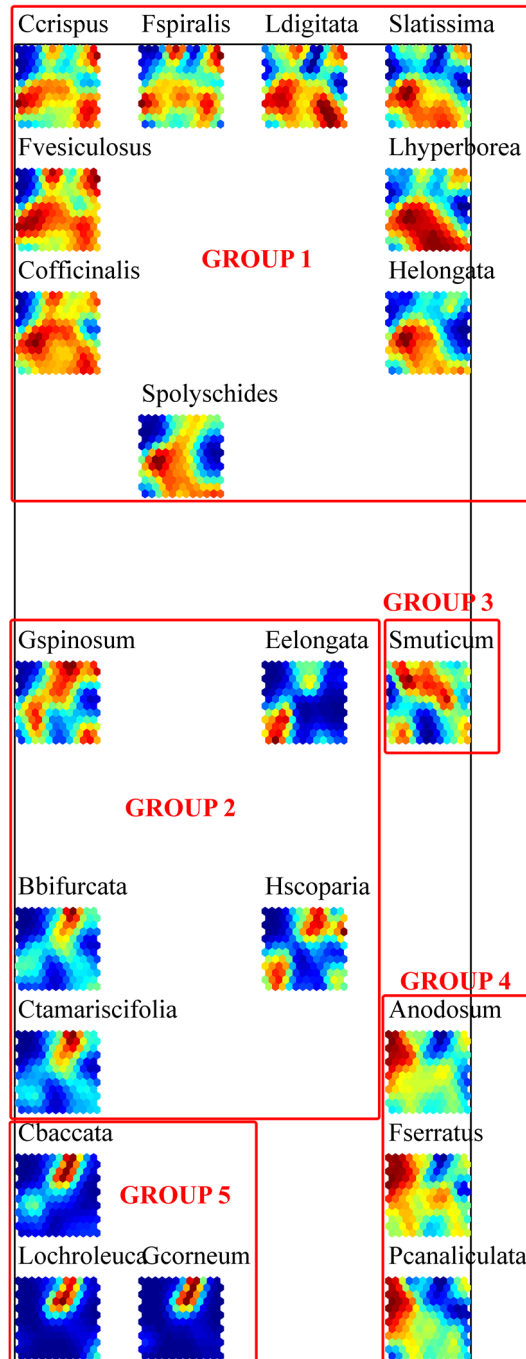 Ccrispus Fspiralis Ldigitata Slatissima
Fvesiculosus Lhyperborea
GROUP 1
Cofficinalis Helongata
Spolyschides
GROUP 3
Gspinosum Eelongata Smuticum
GROUP 2
Bbifurcata Hscoparia
GROUP 4
Ctamariscifolia Anodosum
Cbaccata Fserratus
GROUP 5
Lochroleuca Gcorneum Pcanaliculata